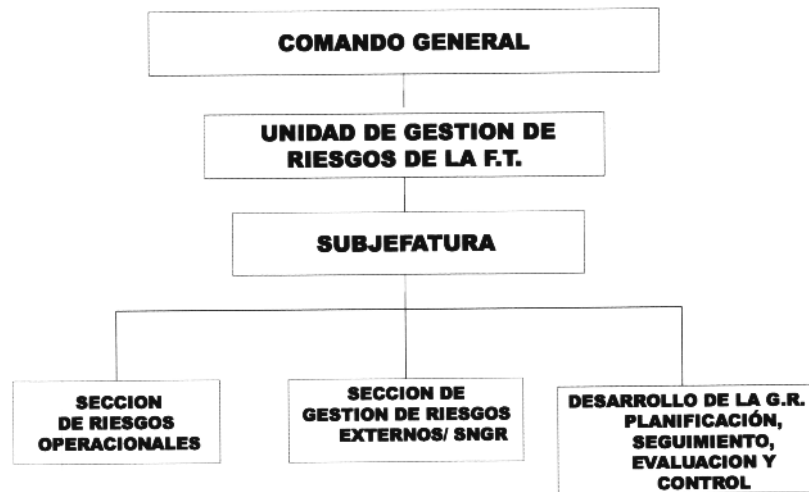 COMANDO GENERAL
UNIDAD DE GESTION DE
RIESGOS DE LA F.T.
SUBJEFATURA
SECCION
DE RIESGOS
OPERACIONALES
SECCION DE
GESTION DE RIESGOS
EXTERNOS/ SNGR
DESARROLLO DE LA G.R.
PLANIFICACIÓN,
SEGUIMIENTO,
EVALUACION Y
CONTROL